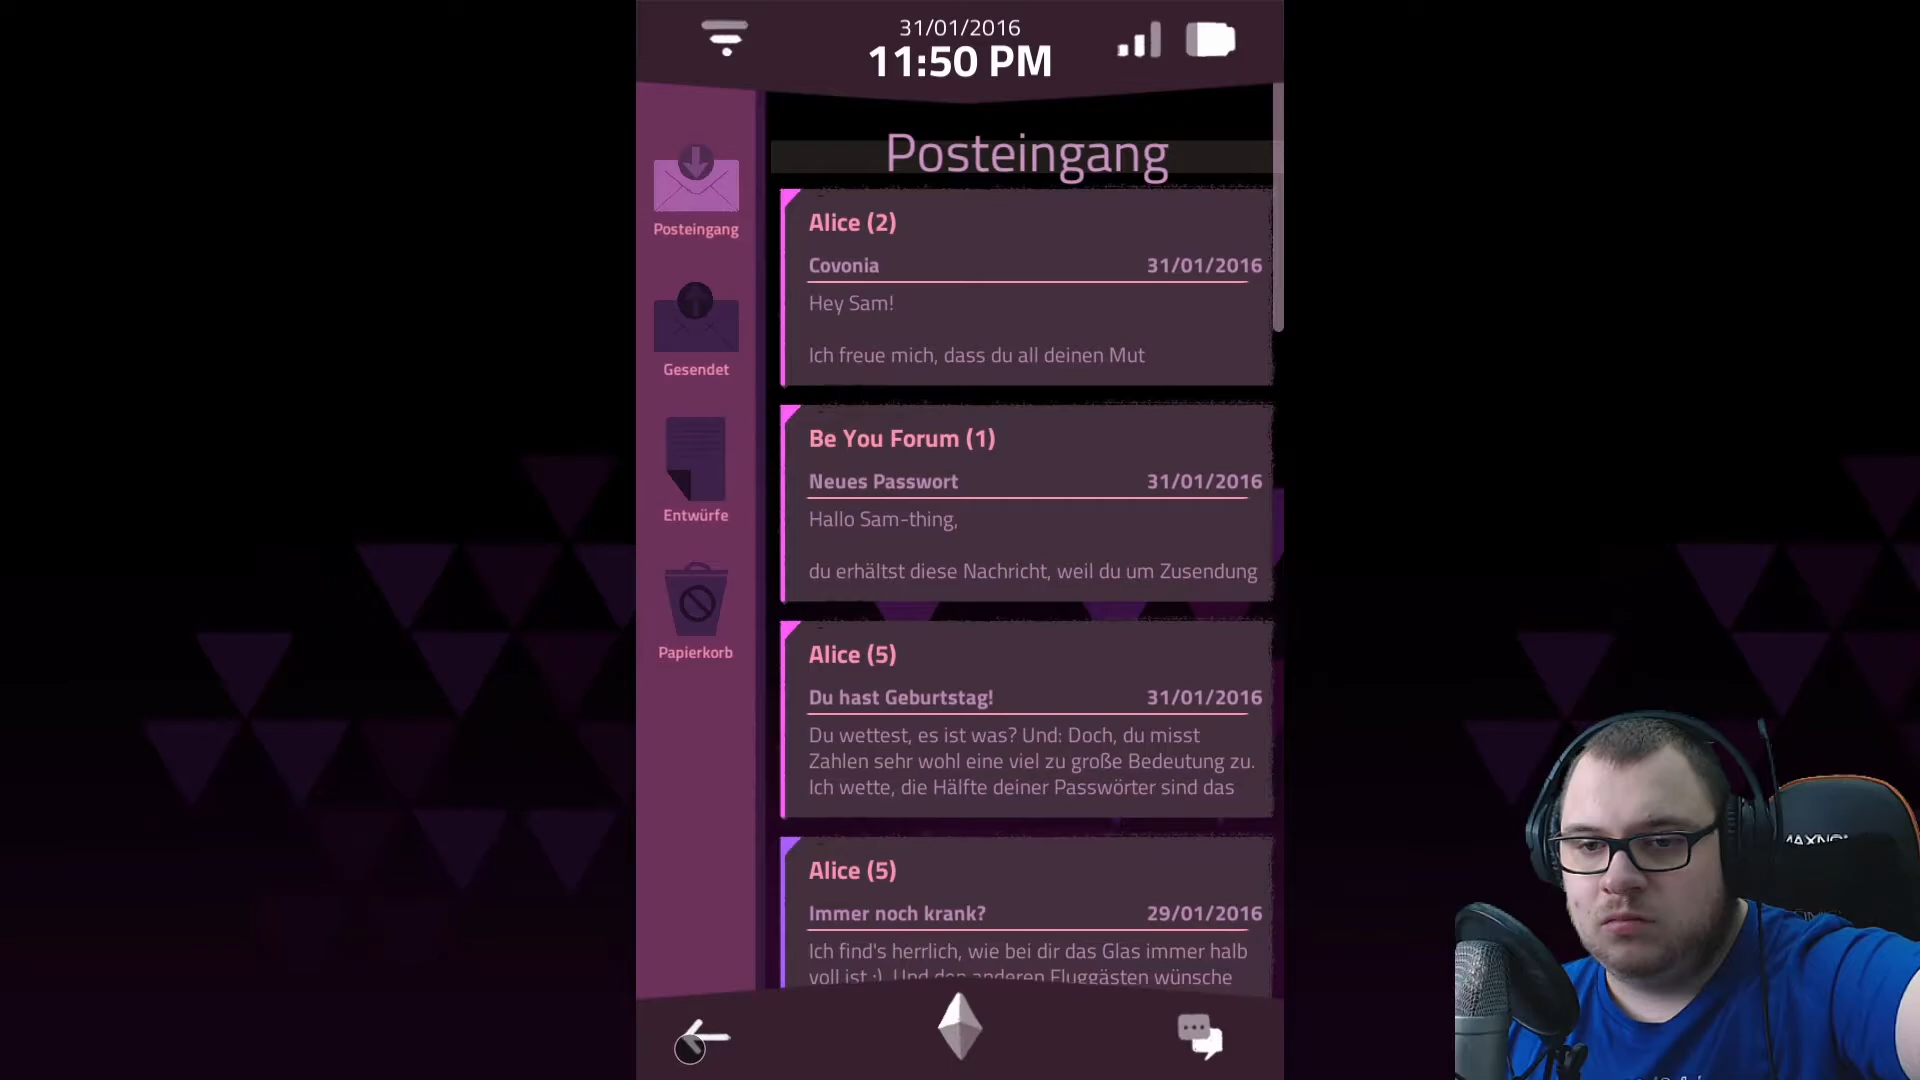 31/01/2016
11:50 PM
Posteingang
Posteingang
Gesendet
Entwürfe
Papierkorb
Alice (2)
Covonia 31/01/2016
Hey Sam!
Ich freue mich, dass du all deinen Mut
Be You Forum (1)
Neues Passwort 31/01/2016
Hallo Sam-thing,
du erhältst diese Nachricht, weil du um Zusendung
Alice (5)
Du hast Geburtstag! 31/01/2016
Du wettest, es ist was? Und: Doch, du misst
Zahlen sehr wohl eine viel zu große Bedeutung zu.
Ich wette, die Hälfte deiner Passwörter sind das
Alice (5)
Immer noch krank? 29/01/2016
Ich find's herrlich, wie bei dir das Glas immer halb
voll ist :). Und den anderen Fluggästen wünsche